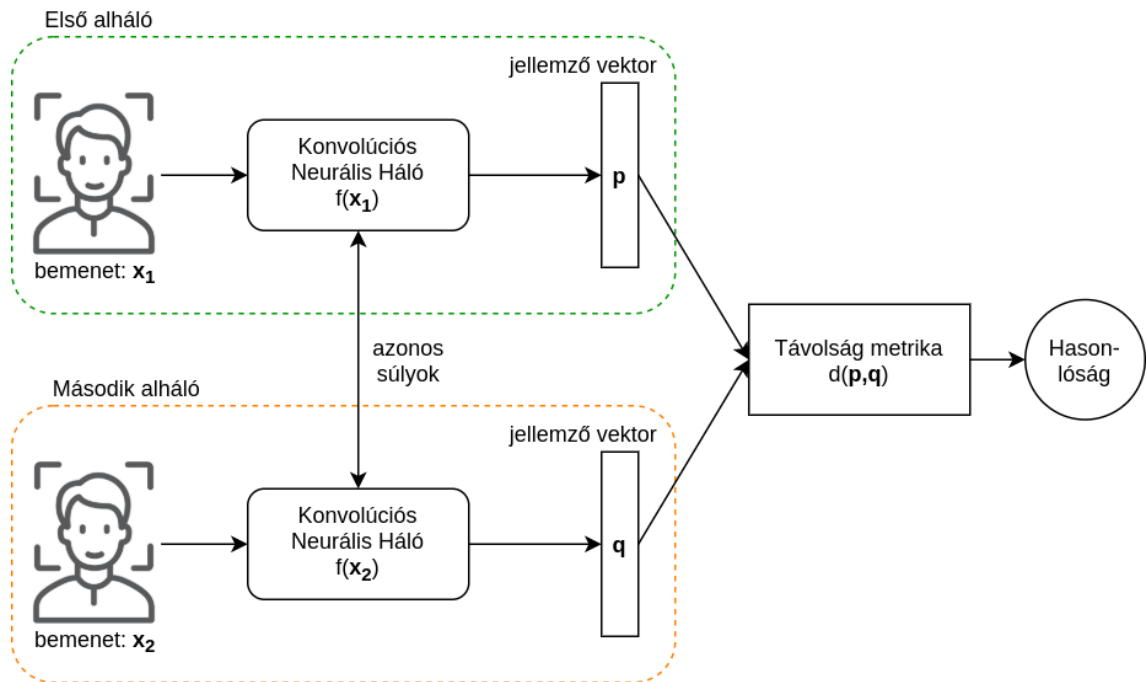 Első alháló
jellemző vektor
Konvolúciós
Neurális Háló
f(x₁)
p
bemenet: x₁
azonos
súlyok
Távolság metrika
d(p,q)
Hason-
lóság
Második alháló
jellemző vektor
Konvolúciós
Neurális Háló
f(x₂)
q
bemenet: x₂